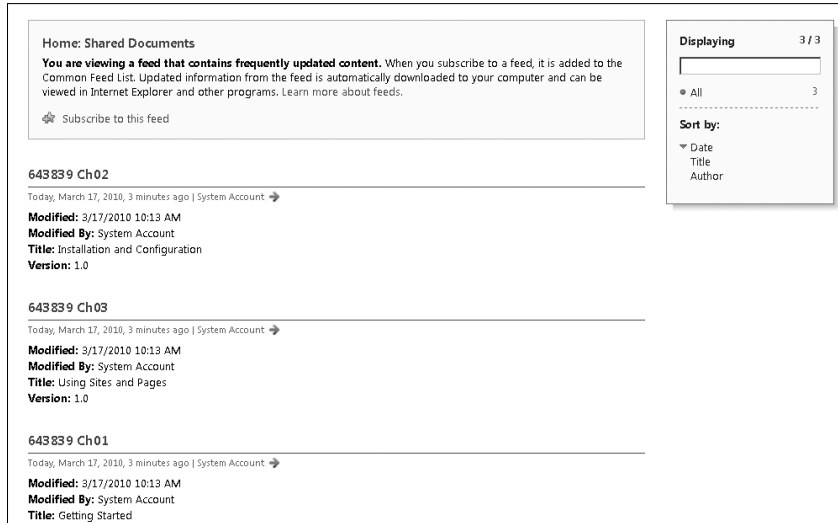 Home: Shared Documents
You are viewing a feed that contains frequently updated content. When you subscribe to a feed, it is added to the
Common Feed List. Updated information from the feed is automatically downloaded to your computer and can be
viewed in Internet Explorer and other programs. Learn more about feeds.
Subscribe to this feed
643839 Ch02
Today, March 17, 2010, 3 minutes ago | System Account
Modified: 3/17/2010 10:13 AM
Modified By: System Account
Title: Installation and Configuration
Version: 1.0
643839 Ch03
Today, March 17, 2010, 3 minutes ago | System Account
Modified: 3/17/2010 10:13 AM
Modified By: System Account
Title: Using Sites and Pages
Version: 1.0
643839 Ch01
Today, March 17, 2010, 3 minutes ago | System Account
Modified: 3/17/2010 10:13 AM
Modified By: System Account
Title: Getting Started
Displaying 3 / 3
All 3
Sort by:
Date
Title
Author